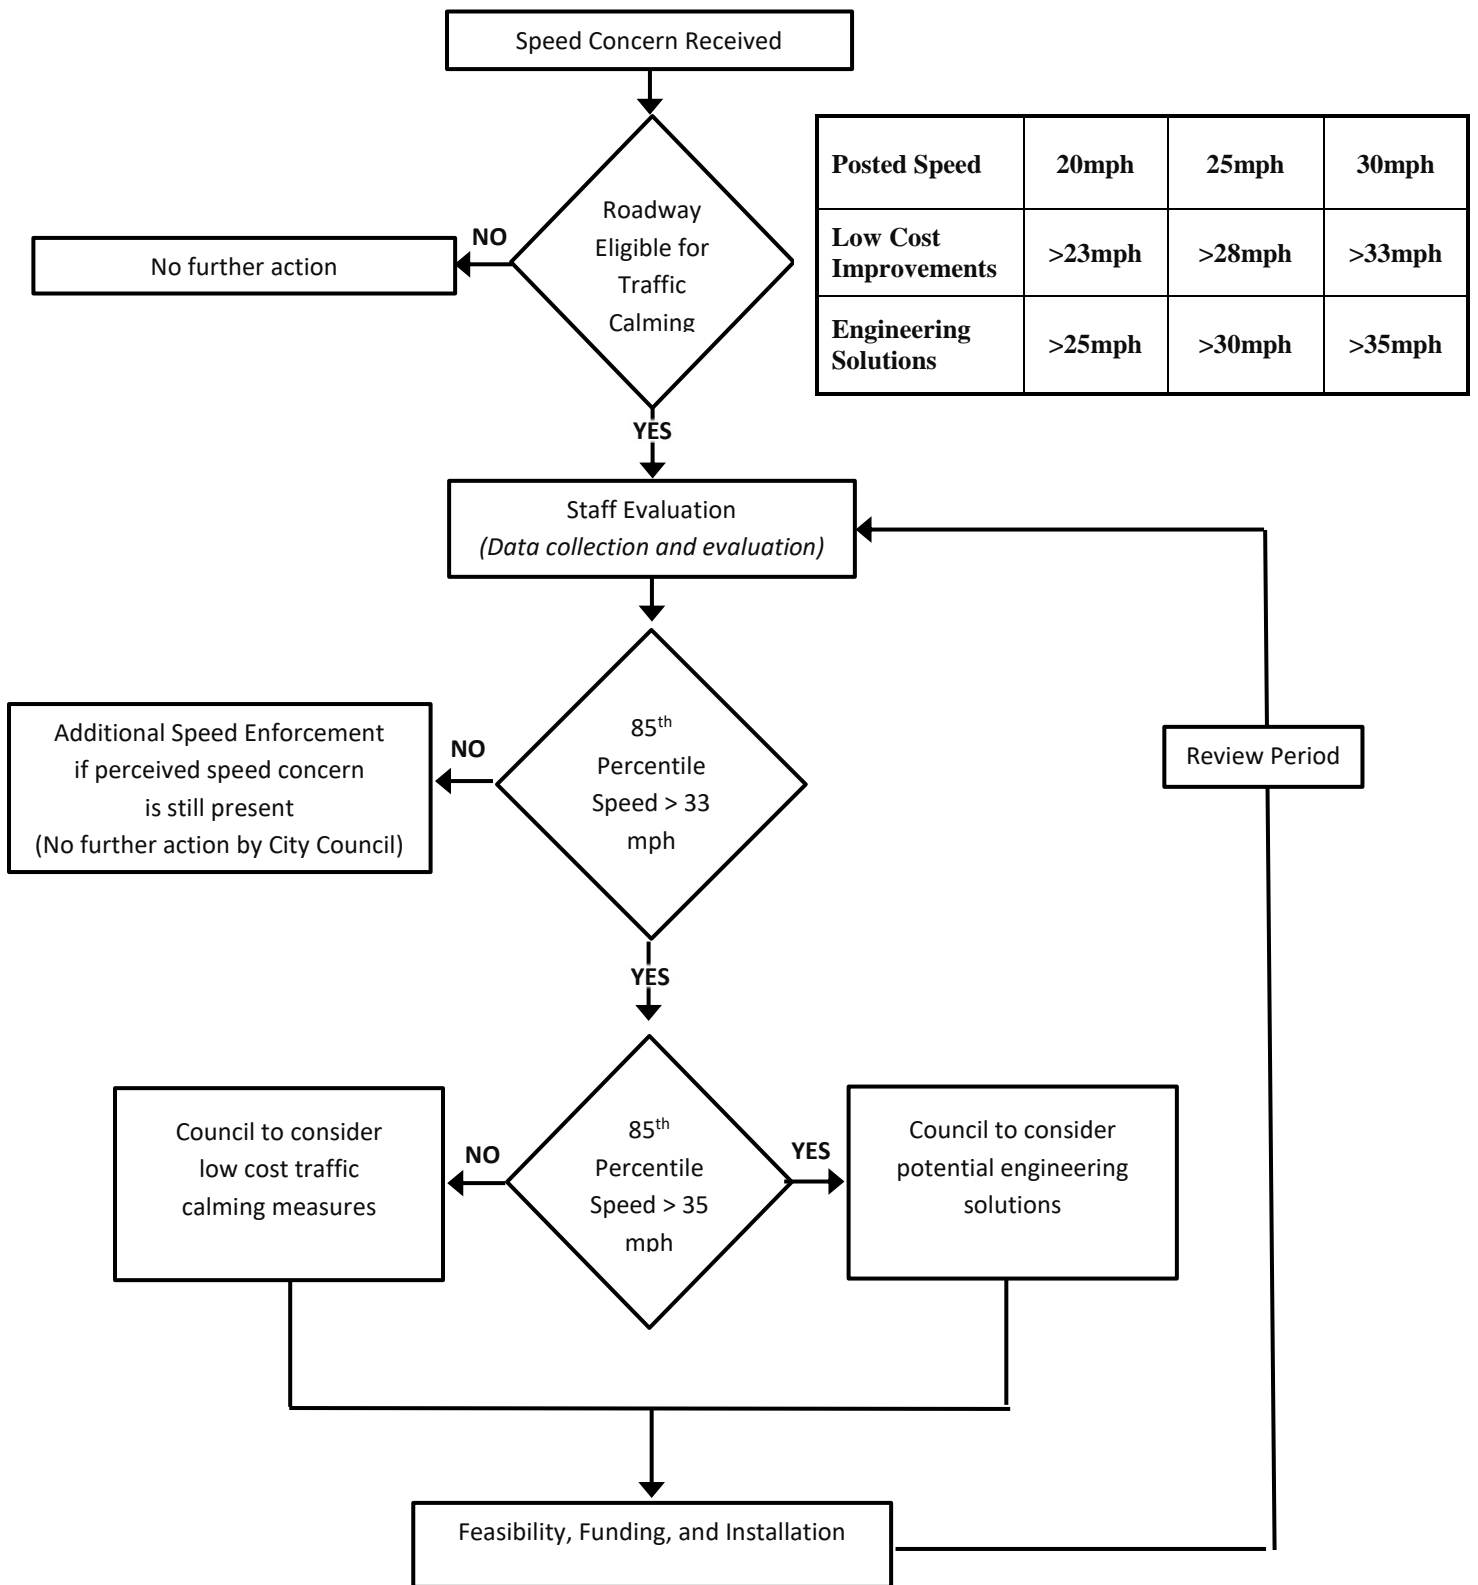 Speed Concern Received
Roadway
Eligible for
Traffic
Calming
NO
No further action
Posted Speed 20mph 25mph 30mph
Low Cost
Improvements >23mph >28mph >33mph
Engineering
Solutions >25mph >30mph >35mph
YES
Staff Evaluation
(Data collection and evaluation)
85th
Percentile
Speed > 33
mph
NO
Additional Speed Enforcement
if perceived speed concern
is still present
(No further action by City Council)
Review Period
YES
85th
Percentile
Speed > 35
mph
NO
Council to consider
low cost traffic
calming measures
YES
Council to consider
potential engineering
solutions
Feasibility, Funding, and Installation